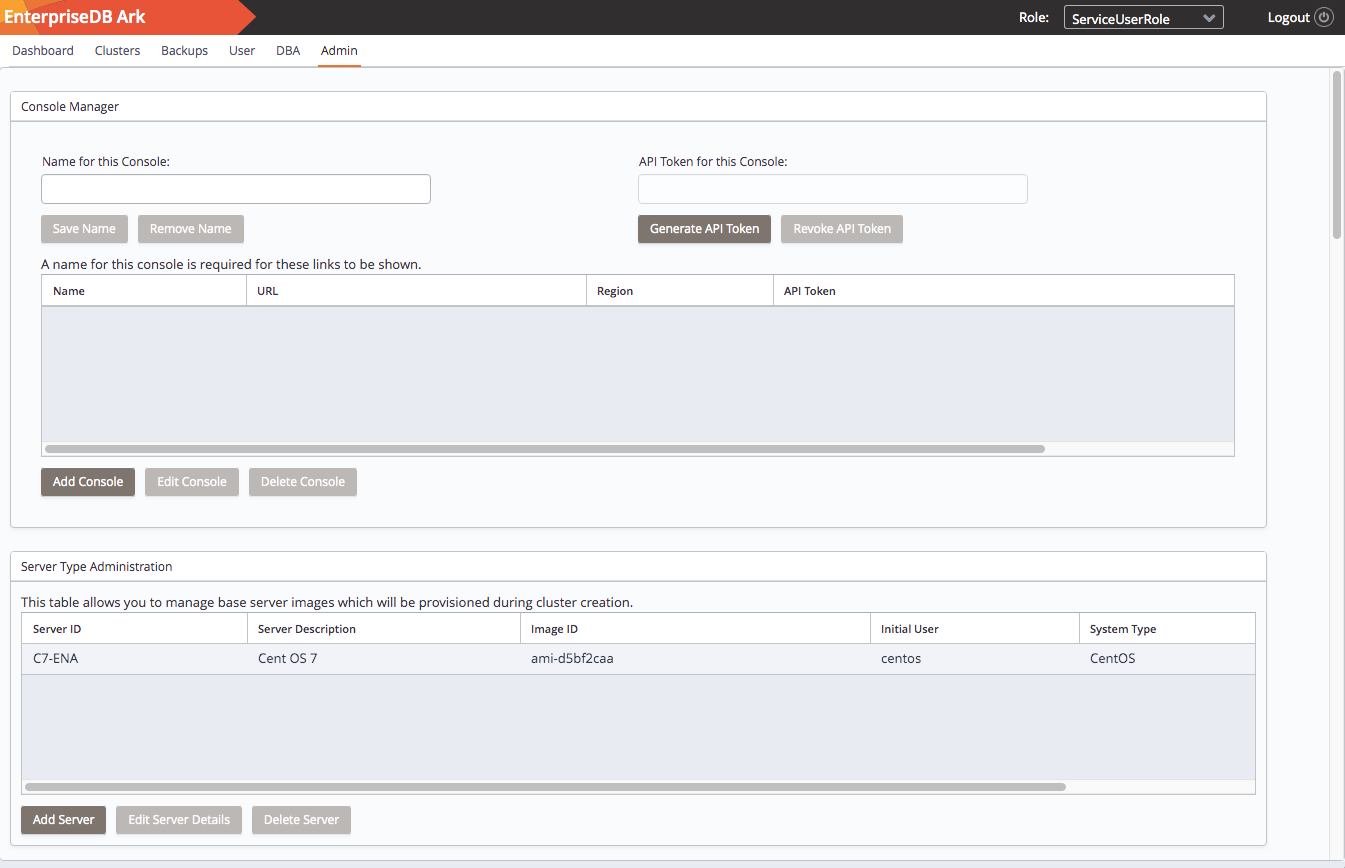 EnterpriseDB Ark
Role: ServiceUserRole Logout
Dashboard Clusters Backups User DBA Admin
Console Manager
Name for this Console: API Token for this Console:
Save Name Remove Name Generate API Token Revoke API Token
A name for this console is required for these links to be shown.
Name URL Region API Token
Add Console Edit Console Delete Console
Server Type Administration
This table allows you to manage base server images which will be provisioned during cluster creation.
Server ID Server Description Image ID Initial User System Type
C7-ENA Cent OS 7 ami-d5bf2caa centos CentOS
Add Server Edit Server Details Delete Server